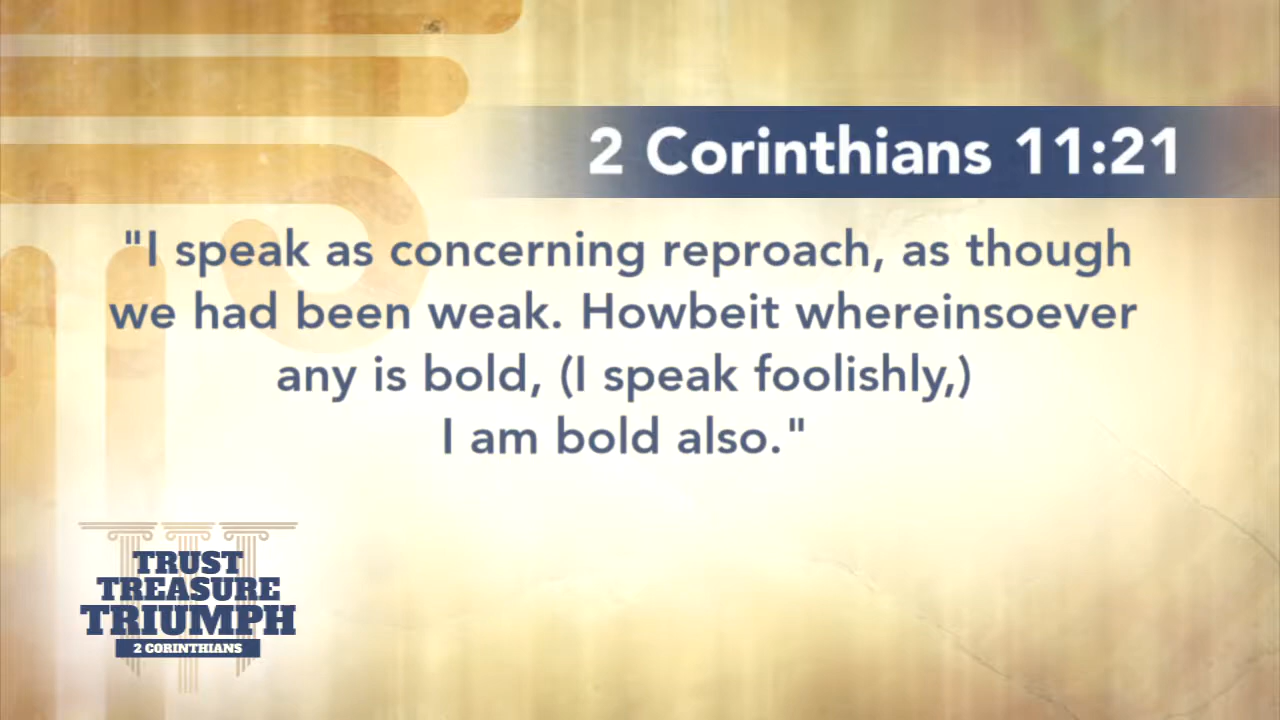 2 Corinthians 11:21
"I speak as concerning reproach, as though
we had been weak. Howbeit whereinsoever
any is bold, (I speak foolishly,)
I am bold also."
TRUST
TREASURE
TRIUMPH
2 CORINTHIANS